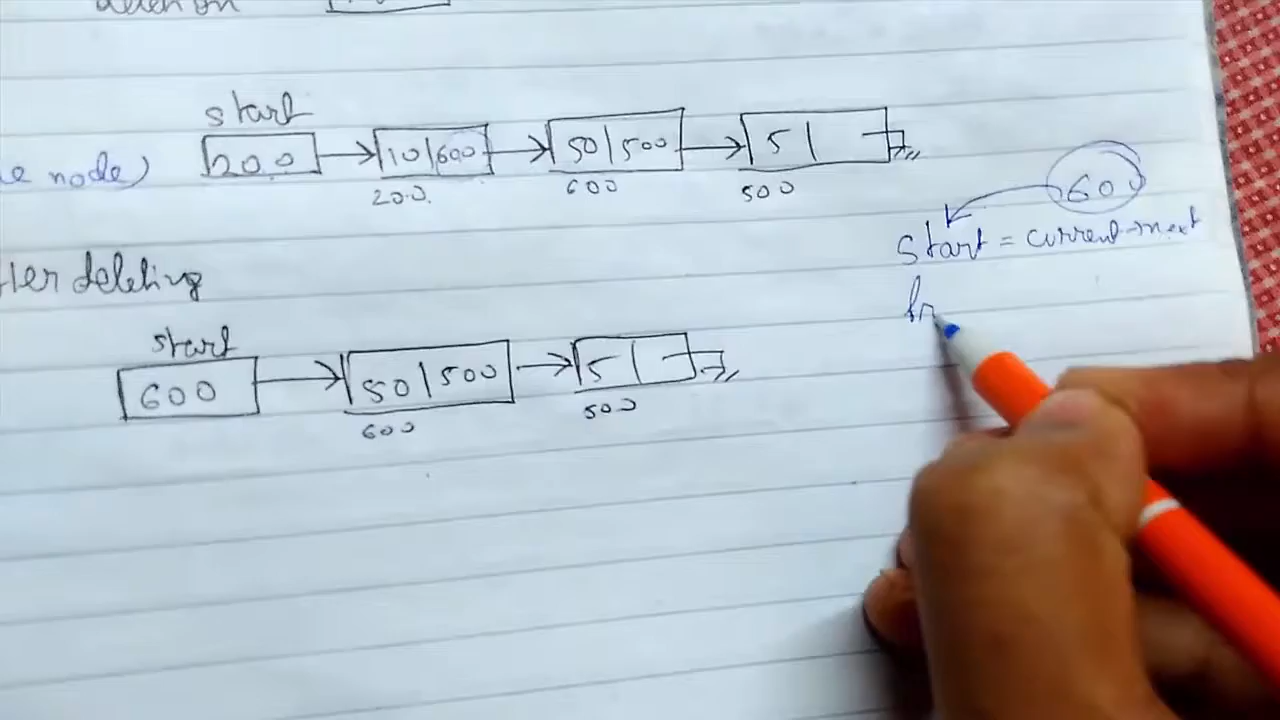 start
200 10 600 50 500 5
node)
200. 600 500
600
start = current→next
deleting
start
600 50 500 5
600 500